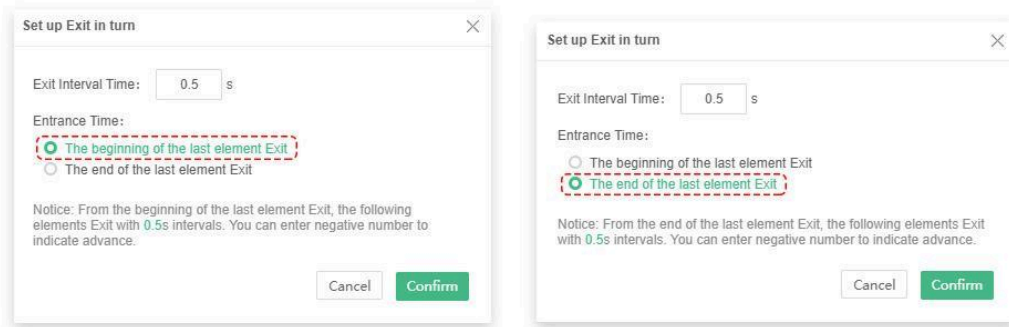 Set up Exit in turn
Exit Interval Time: 0.5 s
Entrance Time:
The beginning of the last element Exit
The end of the last element Exit
Notice: From the beginning of the last element Exit, the following
elements Exit with 0.5s intervals. You can enter negative number to
indicate advance.
Cancel Confirm
Set up Exit in turn
Exit Interval Time: 0.5 s
Entrance Time:
The beginning of the last element Exit
The end of the last element Exit
Notice: From the end of the last element Exit, the following elements Exit
with 0.5s intervals. You can enter negative number to indicate advance.
Cancel Confirm